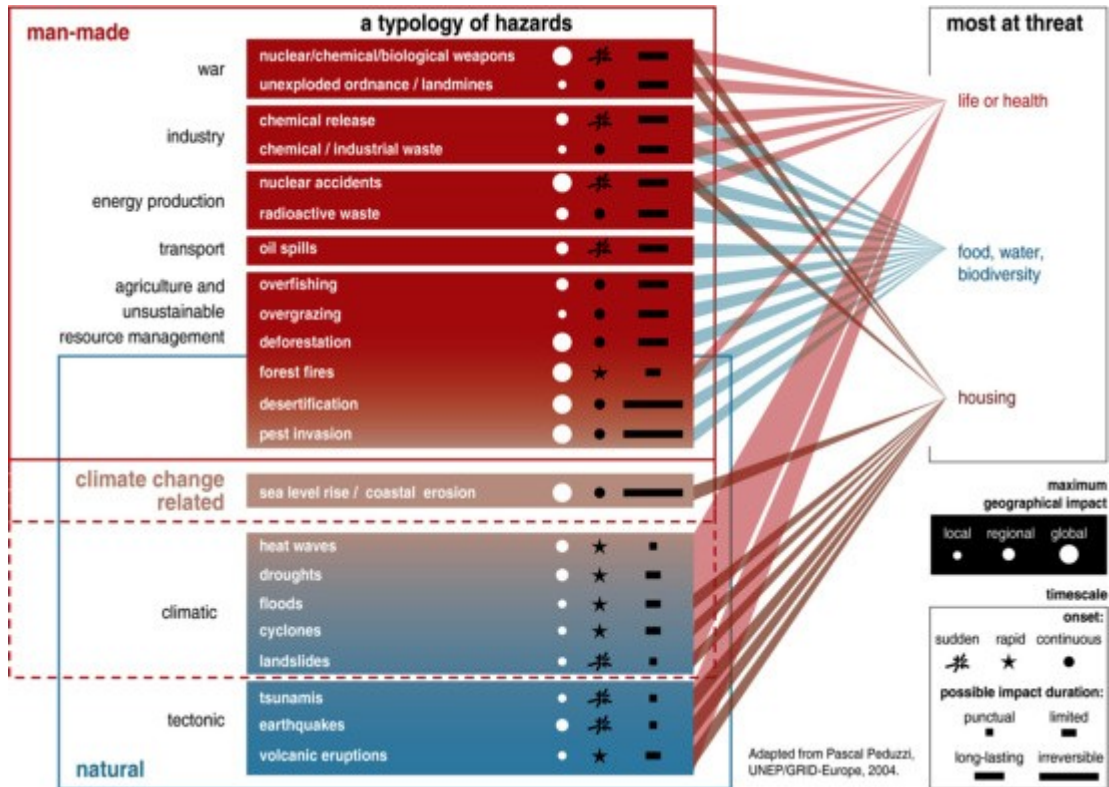 a typology of hazards
man-made
war
nuclear/chemical/biological weapons
unexploded ordnance / landmines
industry
chemical release
chemical / industrial waste
energy production
nuclear accidents
radioactive waste
transport
oil spills
agriculture and
unsustainable
resource management
overfishing
overgrazing
deforestation
forest fires
desertification
pest invasion
climate change
related
sea level rise / coastal erosion
climatic
heat waves
droughts
floods
cyclones
landslides
tectonic
tsunamis
earthquakes
volcanic eruptions
natural
most at threat
life or health
food, water,
biodiversity
housing
maximum
geographical impact
local regional global
timescale
onset:
sudden rapid continuous
possible impact duration:
punctual limited
long-lasting irreversible
Adapted from Pascal Peduzzi,
UNEP/GRID-Europe, 2004.